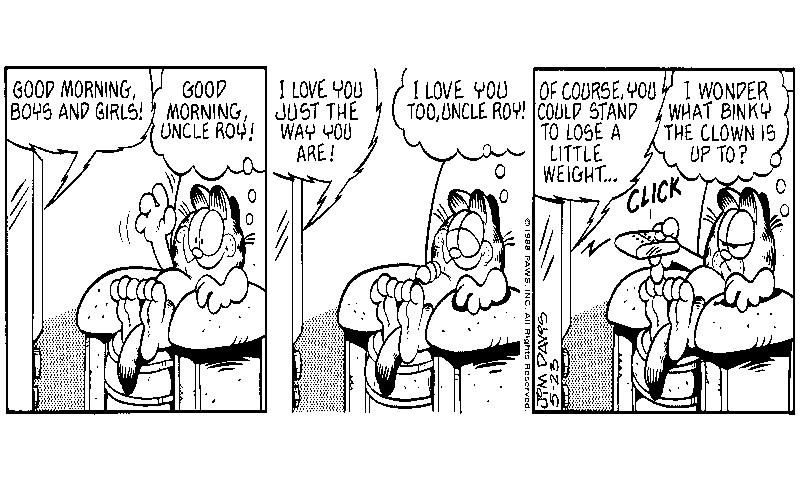 GOOD MORNING,
BOYS AND GIRLS!
GOOD
MORNING,
UNCLE ROY!
I LOVE YOU
JUST THE
WAY YOU
ARE!
I LOVE YOU
TOO, UNCLE ROY!
© 1988 PAWS, INC. All Rights Reserved.
OF COURSE, YOU
COULD STAND
TO LOSE A
LITTLE
WEIGHT...
I WONDER
WHAT BINKY
THE CLOWN IS
UP TO?
CLICK
JIM DAVIS
5-23